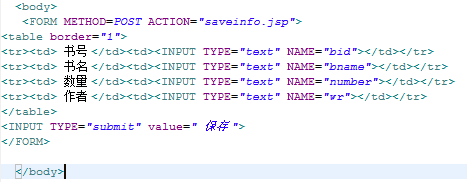 <body>
<FORM METHOD=POST ACTION="saveinfo.jsp">
<table border="1">
<tr><td> 书号 </td><td><INPUT TYPE="text" NAME="bid"></td></tr>
<tr><td> 书名 </td><td><INPUT TYPE="text" NAME="bname"></td></tr>
<tr><td> 数量 </td><td><INPUT TYPE="text" NAME="number"></td></tr>
<tr><td> 作者 </td><td><INPUT TYPE="text" NAME="wr"></td></tr>
</table>
<INPUT TYPE="submit" value=" 保存 ">
</FORM>
</body>